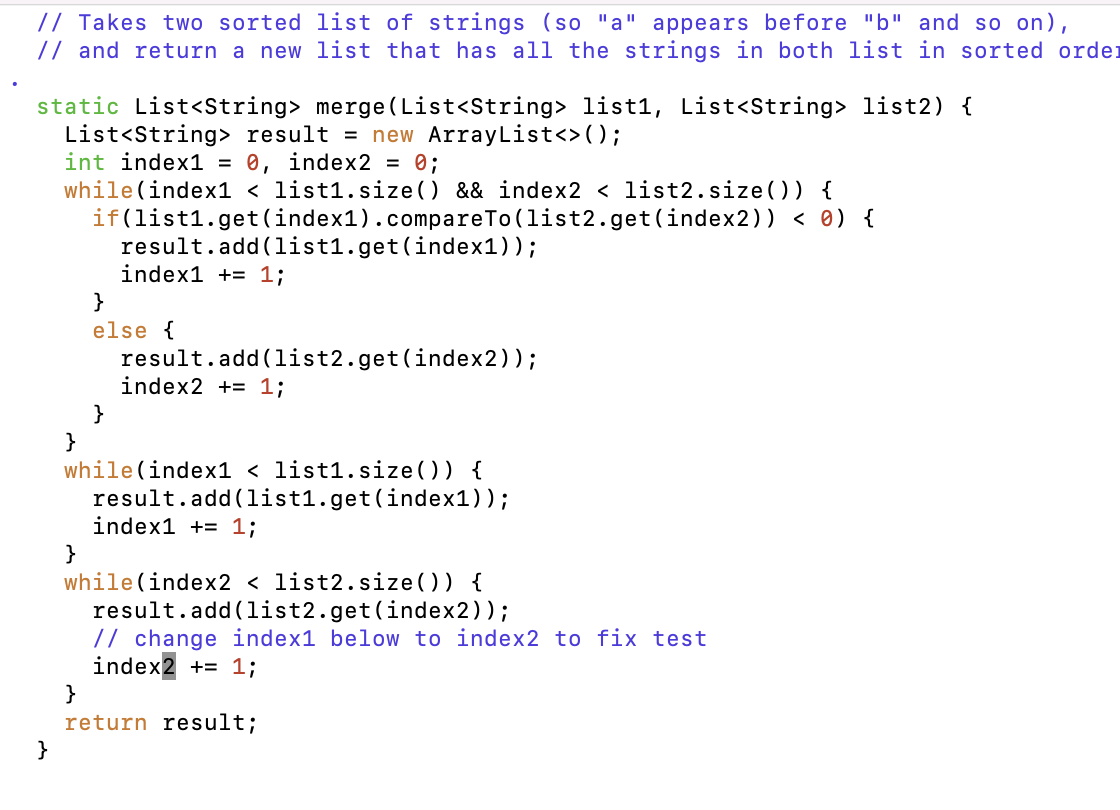 // Takes two sorted list of strings (so "a" appears before "b" and so on),
// and return a new list that has all the strings in both list in sorted order
.
static List<String> merge(List<String> list1, List<String> list2) {
  List<String> result = new ArrayList<>();
  int index1 = 0, index2 = 0;
  while(index1 < list1.size() && index2 < list2.size()) {
    if(list1.get(index1).compareTo(list2.get(index2)) < 0) {
      result.add(list1.get(index1));
      index1 += 1;
    }
    else {
      result.add(list2.get(index2));
      index2 += 1;
    }
  }
  while(index1 < list1.size()) {
    result.add(list1.get(index1));
    index1 += 1;
  }
  while(index2 < list2.size()) {
    result.add(list2.get(index2));
    // change index1 below to index2 to fix test
    index2 += 1;
  }
  return result;
}